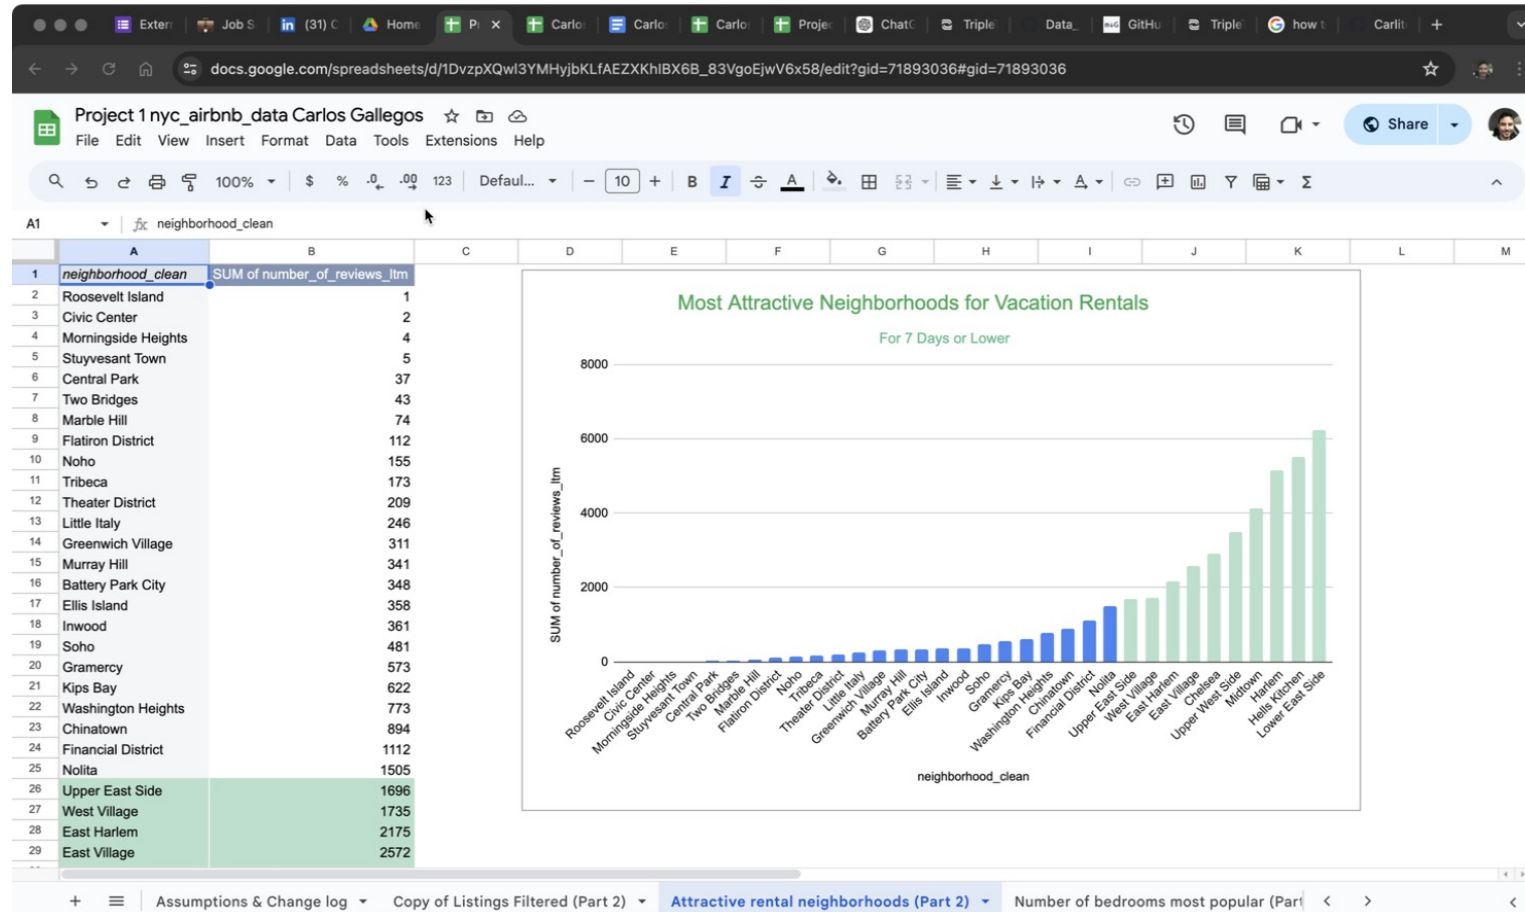 Exterr
Job S
(31) C
Home
P
Carlo
Carlo
Carlo
Projec
ChatC
Triple
Data_
GitHu
Triple
how t
Carlit
docs.google.com/spreadsheets/d/1DvzpXQwl3YMHyjbKLfAEZXKhIBX6B_83VgoEjwV6x58/edit?gid=71893036#gid=71893036
Project 1 nyc_airbnb_data Carlos Gallegos
File Edit View Insert Format Data Tools Extensions Help
Share
100% $ % .0 .00 123 Defaul... − 10 + B I A
A1 fx neighborhood_clean
A B C D E F G H I J K L M
1 neighborhood_clean SUM of number_of_reviews_ltm
2 Roosevelt Island 1
3 Civic Center 2
4 Morningside Heights 4
5 Stuyvesant Town 5
6 Central Park 37
7 Two Bridges 43
8 Marble Hill 74
9 Flatiron District 112
10 Noho 155
11 Tribeca 173
12 Theater District 209
13 Little Italy 246
14 Greenwich Village 311
15 Murray Hill 341
16 Battery Park City 348
17 Ellis Island 358
18 Inwood 361
19 Soho 481
20 Gramercy 573
21 Kips Bay 622
22 Washington Heights 773
23 Chinatown 894
24 Financial District 1112
25 Nolita 1505
26 Upper East Side 1696
27 West Village 1735
28 East Harlem 2175
29 East Village 2572
Most Attractive Neighborhoods for Vacation Rentals
For 7 Days or Lower
8000
6000
4000
2000
0
SUM of number_of_reviews_ltm
Roosevelt Island
Civic Center
Morningside Heights
Stuyvesant Town
Central Park
Two Bridges
Marble Hill
Flatiron District
Noho
Tribeca
Theater District
Little Italy
Greenwich Village
Murray Hill
Battery Park City
Ellis Island
Inwood
Soho
Gramercy
Kips Bay
Washington Heights
Chinatown
Financial District
Nolita
Upper East Side
West Village
East Harlem
East Village
Chelsea
Upper West Side
Midtown
Harlem
Hells Kitchen
Lower East Side
neighborhood_clean
Assumptions & Change log
Copy of Listings Filtered (Part 2)
Attractive rental neighborhoods (Part 2)
Number of bedrooms most popular (Part